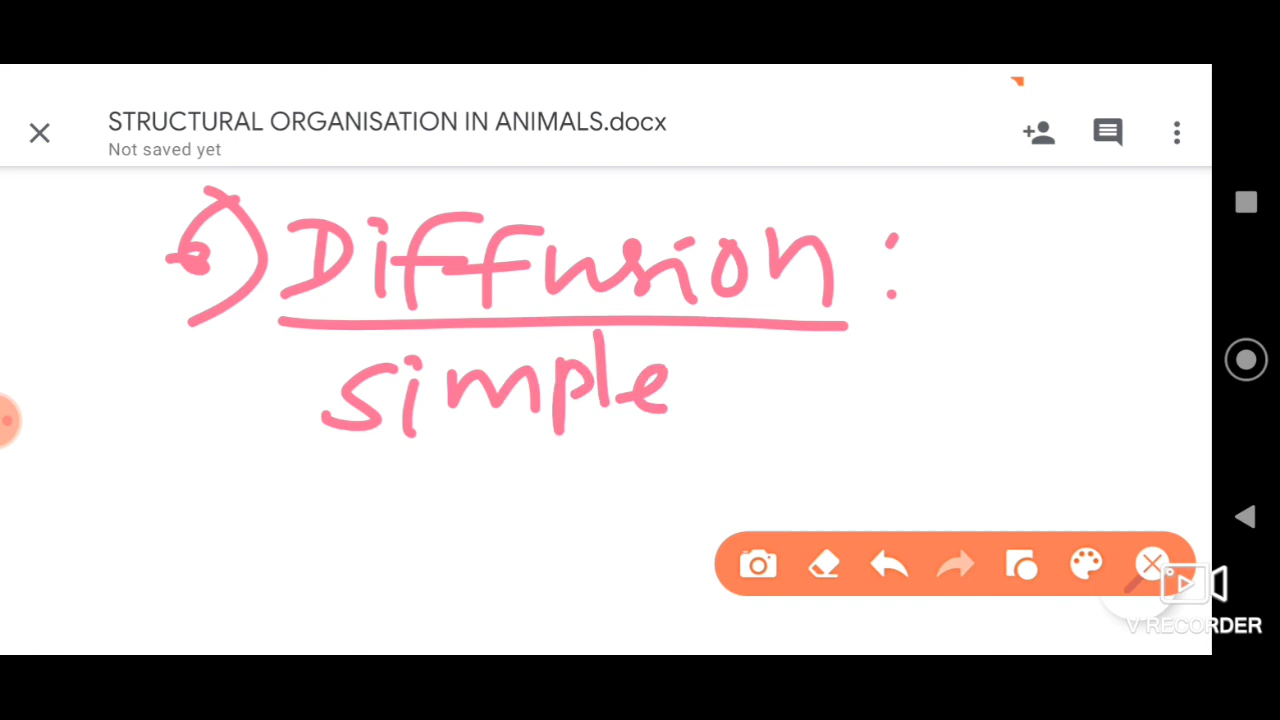 STRUCTURAL ORGANISATION IN ANIMALS.docx
Not saved yet
Diffusion :
simple
V RECORDER